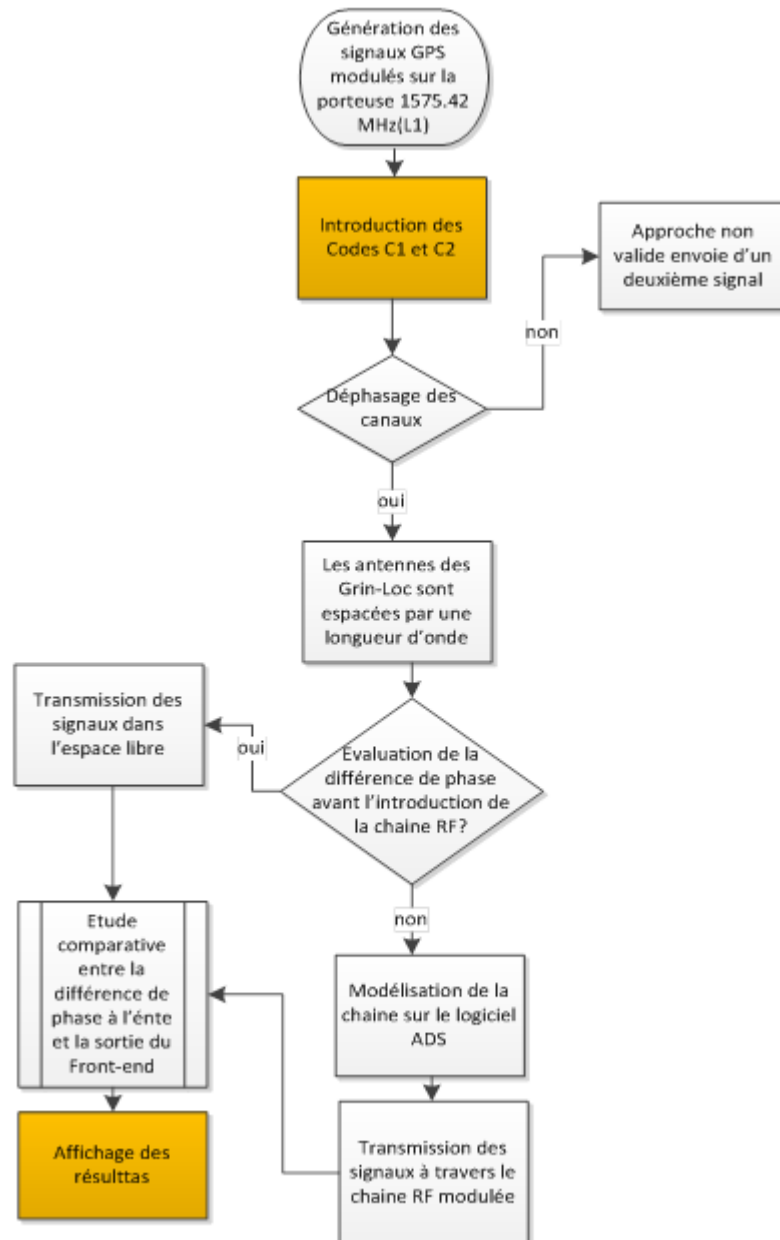 Génération des
signaux GPS
modulés sur la
porteuse 1575.42
MHz(L1)
Introduction des
Codes C1 et C2
Approche non
valide envoie d'un
deuxième signal
non
Déphasage des
canaux
oui
Les antennes des
Grin-Loc sont
espacées par une
longueur d'onde
Transmission des
signaux dans
l'espace libre
oui
Evaluation de la
différence de phase
avant l'introduction de
la chaine RF?
non
Etude
comparative
entre la
différence de
phase à l'énte
et la sortie du
Front-end
Modélisation de la
chaine sur le logiciel
ADS
Affichage des
résulttas
Transmission des
signaux à travers le
chaine RF modulée